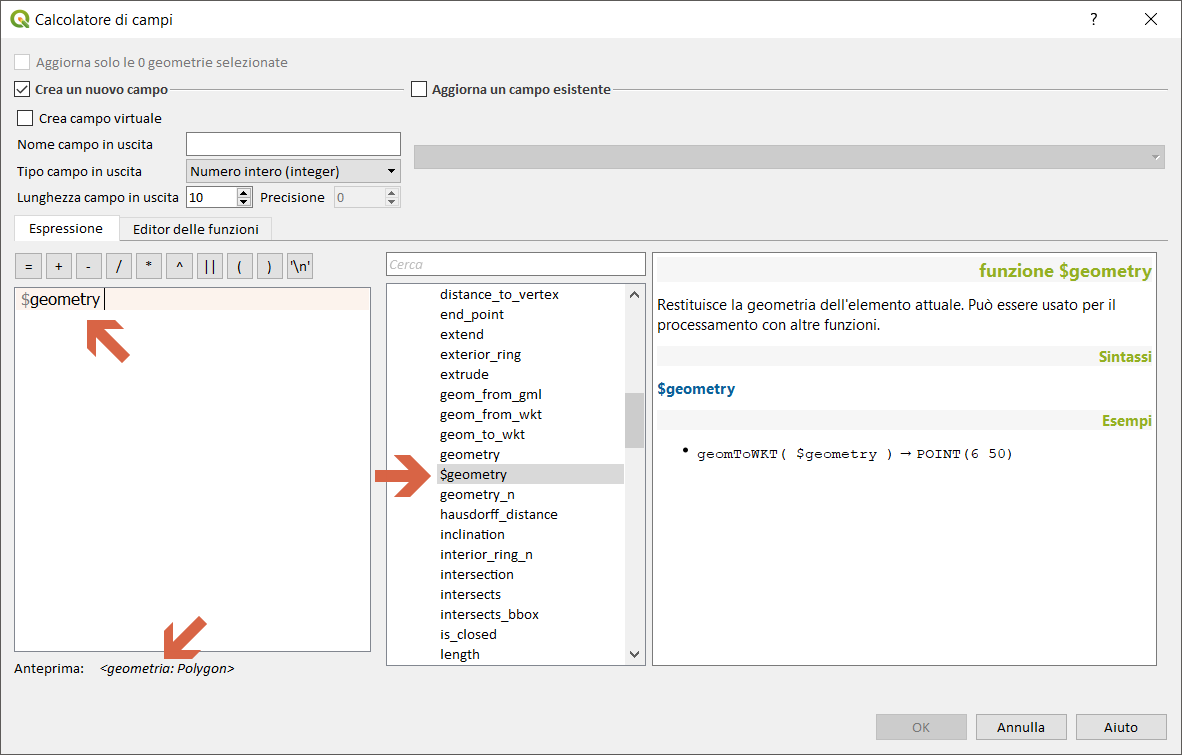 Calcolatore di campi
?
Aggiorna solo le 0 geometrie selezionate
Crea un nuovo campo
Aggiorna un campo esistente
Crea campo virtuale
Nome campo in uscita
Tipo campo in uscita Numero intero (integer)
Lunghezza campo in uscita 10 Precisione 0
Espressione Editor delle funzioni
= + - / * ^ || ( ) '\n'
$geometry
Anteprima: <geometria: Polygon>
Cerca
distance_to_vertex
end_point
extend
exterior_ring
extrude
geom_from_gml
geom_from_wkt
geom_to_wkt
geometry
$geometry
geometry_n
hausdorff_distance
inclination
interior_ring_n
intersection
intersects
intersects_bbox
is_closed
length
funzione $geometry
Restituisce la geometria dell'elemento attuale. Può essere usato per il
processamento con altre funzioni.
Sintassi
$geometry
Esempi
• geomToWKT( $geometry ) → POINT(6 50)
OK Annulla Aiuto